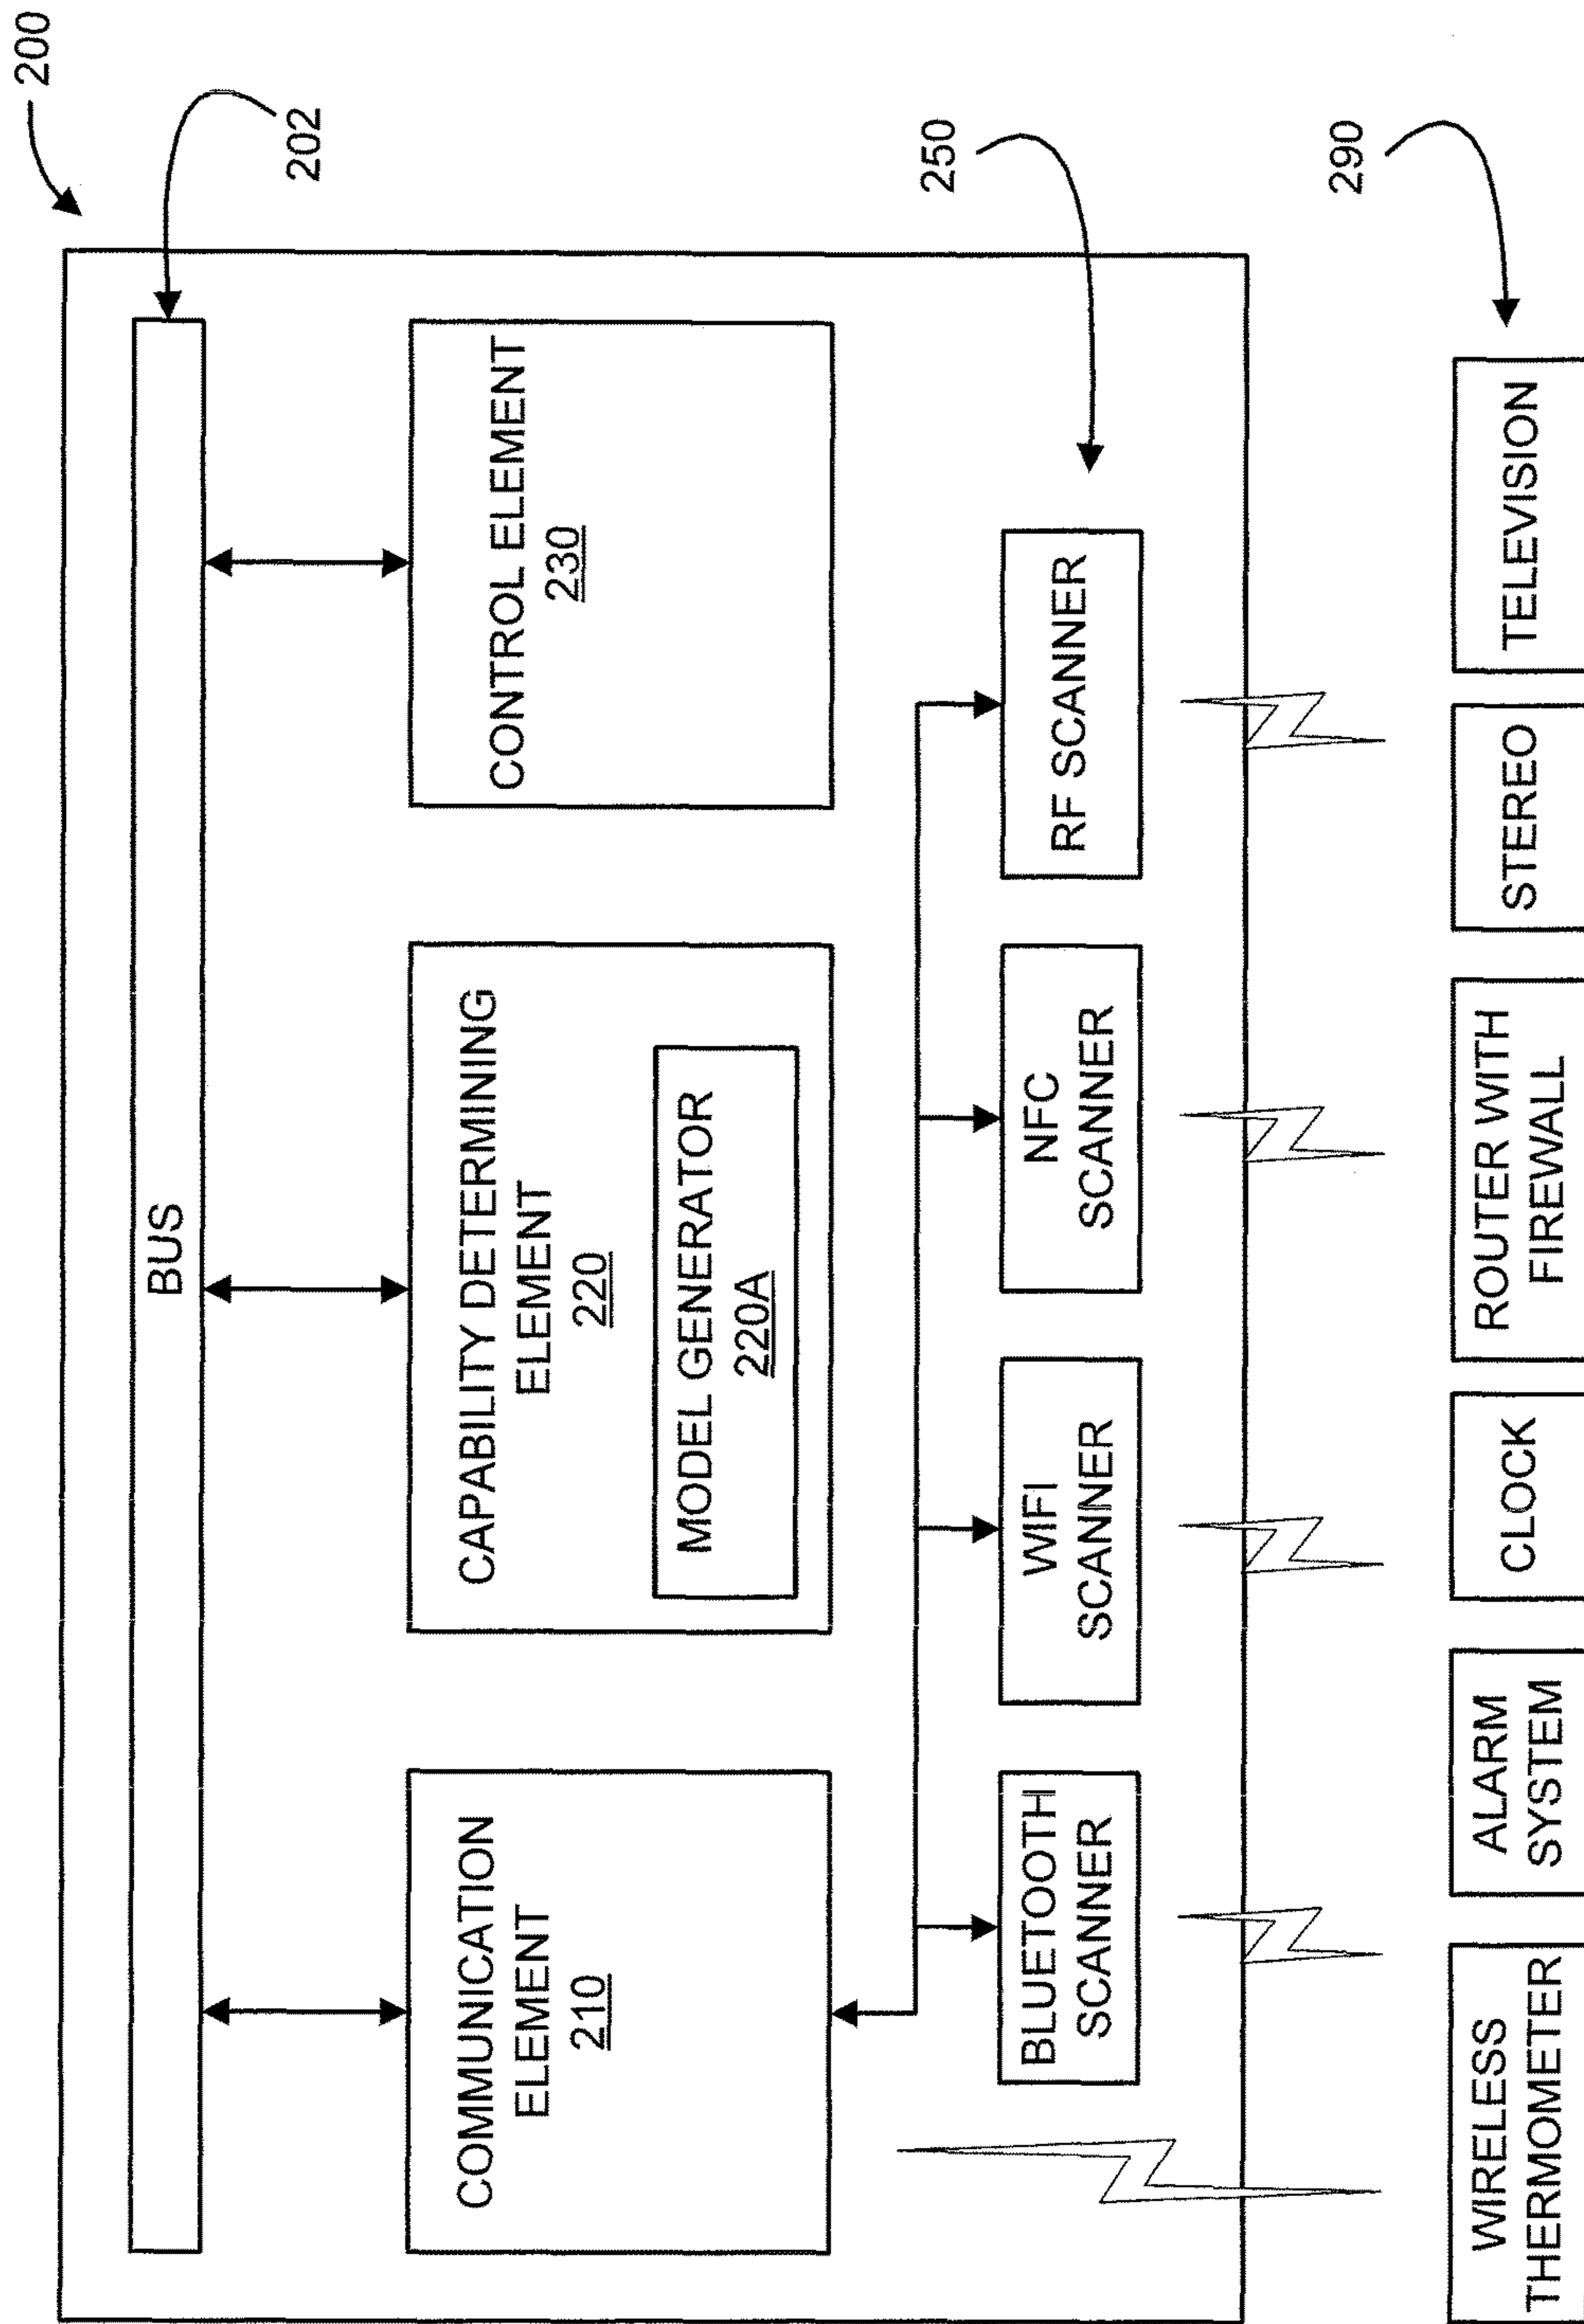 200
BUS
202
COMMUNICATION
ELEMENT
210
CAPABILITY DETERMINING
ELEMENT
220
MODEL GENERATOR
220A
CONTROL ELEMENT
230
250
BLUETOOTH
SCANNER
WIFI
SCANNER
NFC
SCANNER
RF SCANNER
290
WIRELESS
THERMOMETER
ALARM
SYSTEM
CLOCK
ROUTER WITH
FIREWALL
STEREO
TELEVISION